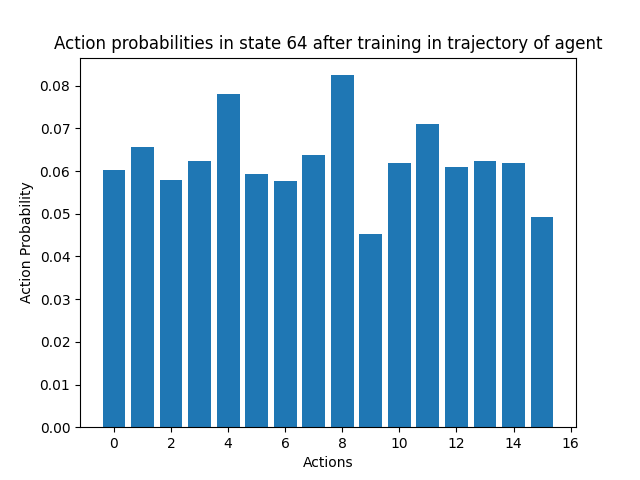 Action probabilities in state 64 after training in trajectory of agent
0.08
0.07
0.06
0.05
0.04
0.03
0.02
0.01
0.00
Action Probability
0 2 4 6 8 10 12 14 16
Actions